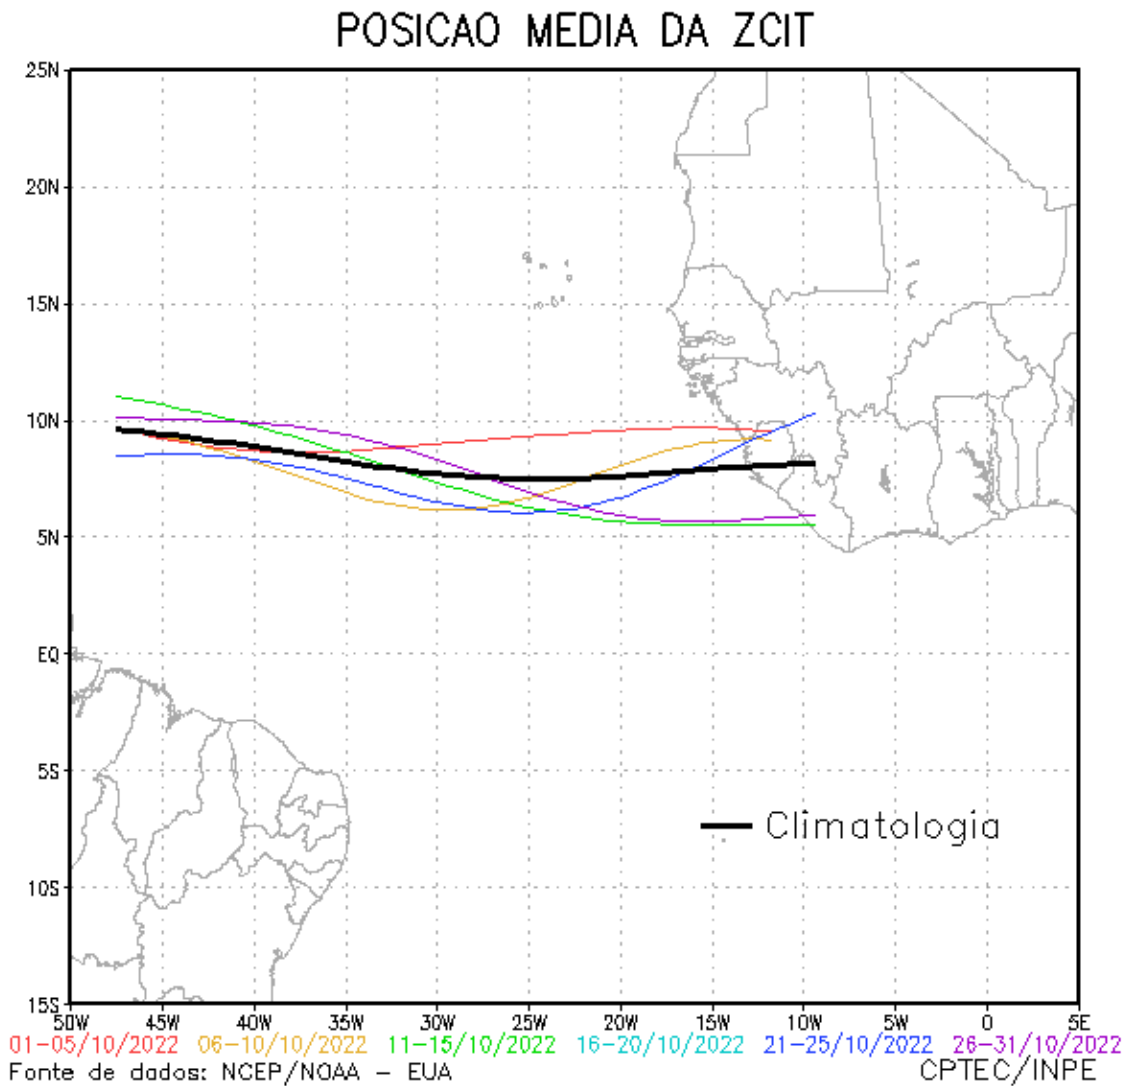 POSICAO MEDIA DA ZCIT
25N
20N
15N
10N
5N
EQ
5S
10S
15S
Climatologia
50W 45W 40W 35W 30W 25W 20W 15W 10W 5W 0 5E
01-05/10/2022 06-10/10/2022 11-15/10/2022 16-20/10/2022 21-25/10/2022 26-31/10/2022
Fonte de dados: NCEP/NOAA - EUA CPTEC/INPE